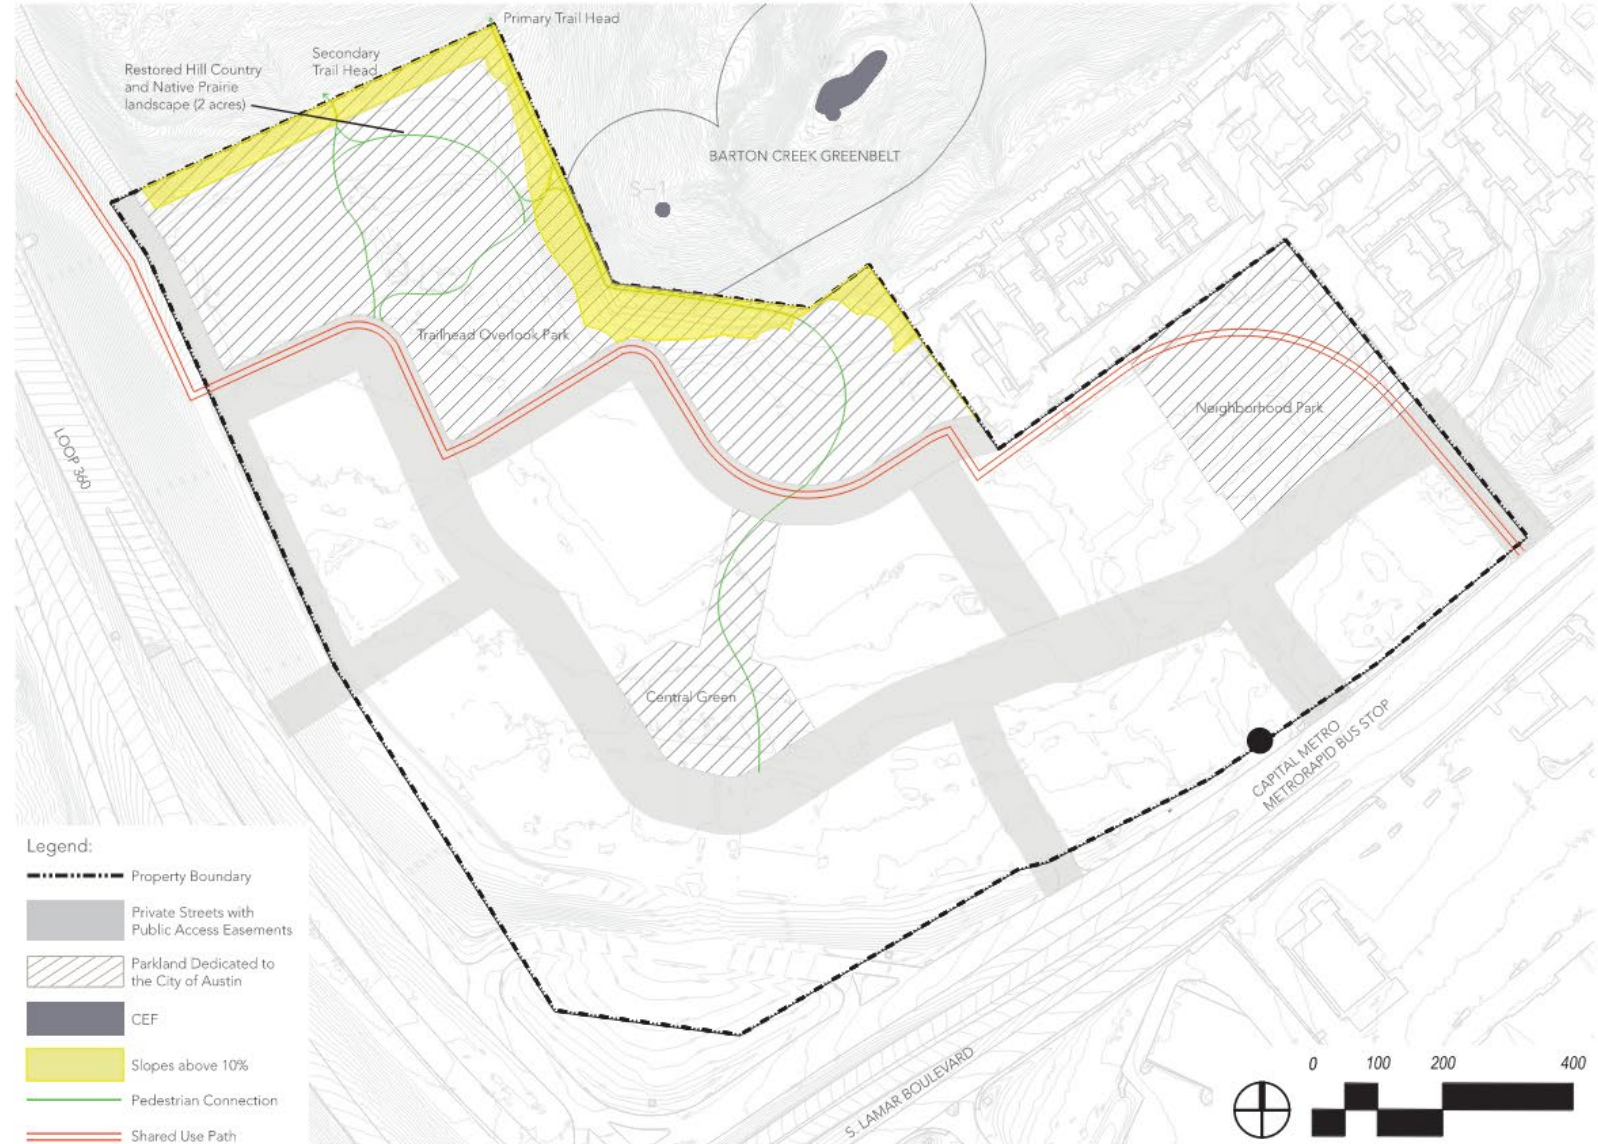 Primary Trail Head
Secondary
Trail Head
Restored Hill Country
and Native Prairie
landscape (2 acres)
BARTON CREEK GREENBELT
S-1
Trailhead Overlook Park
Neighborhood Park
LOOP 360
Central Green
CAPITAL METRO
METRORAPID BUS STOP
S. LAMAR BOULEVARD
Legend:
Property Boundary
Private Streets with
Public Access Easements
Parkland Dedicated to
the City of Austin
CEF
Slopes above 10%
Pedestrian Connection
Shared Use Path
0 100 200 400